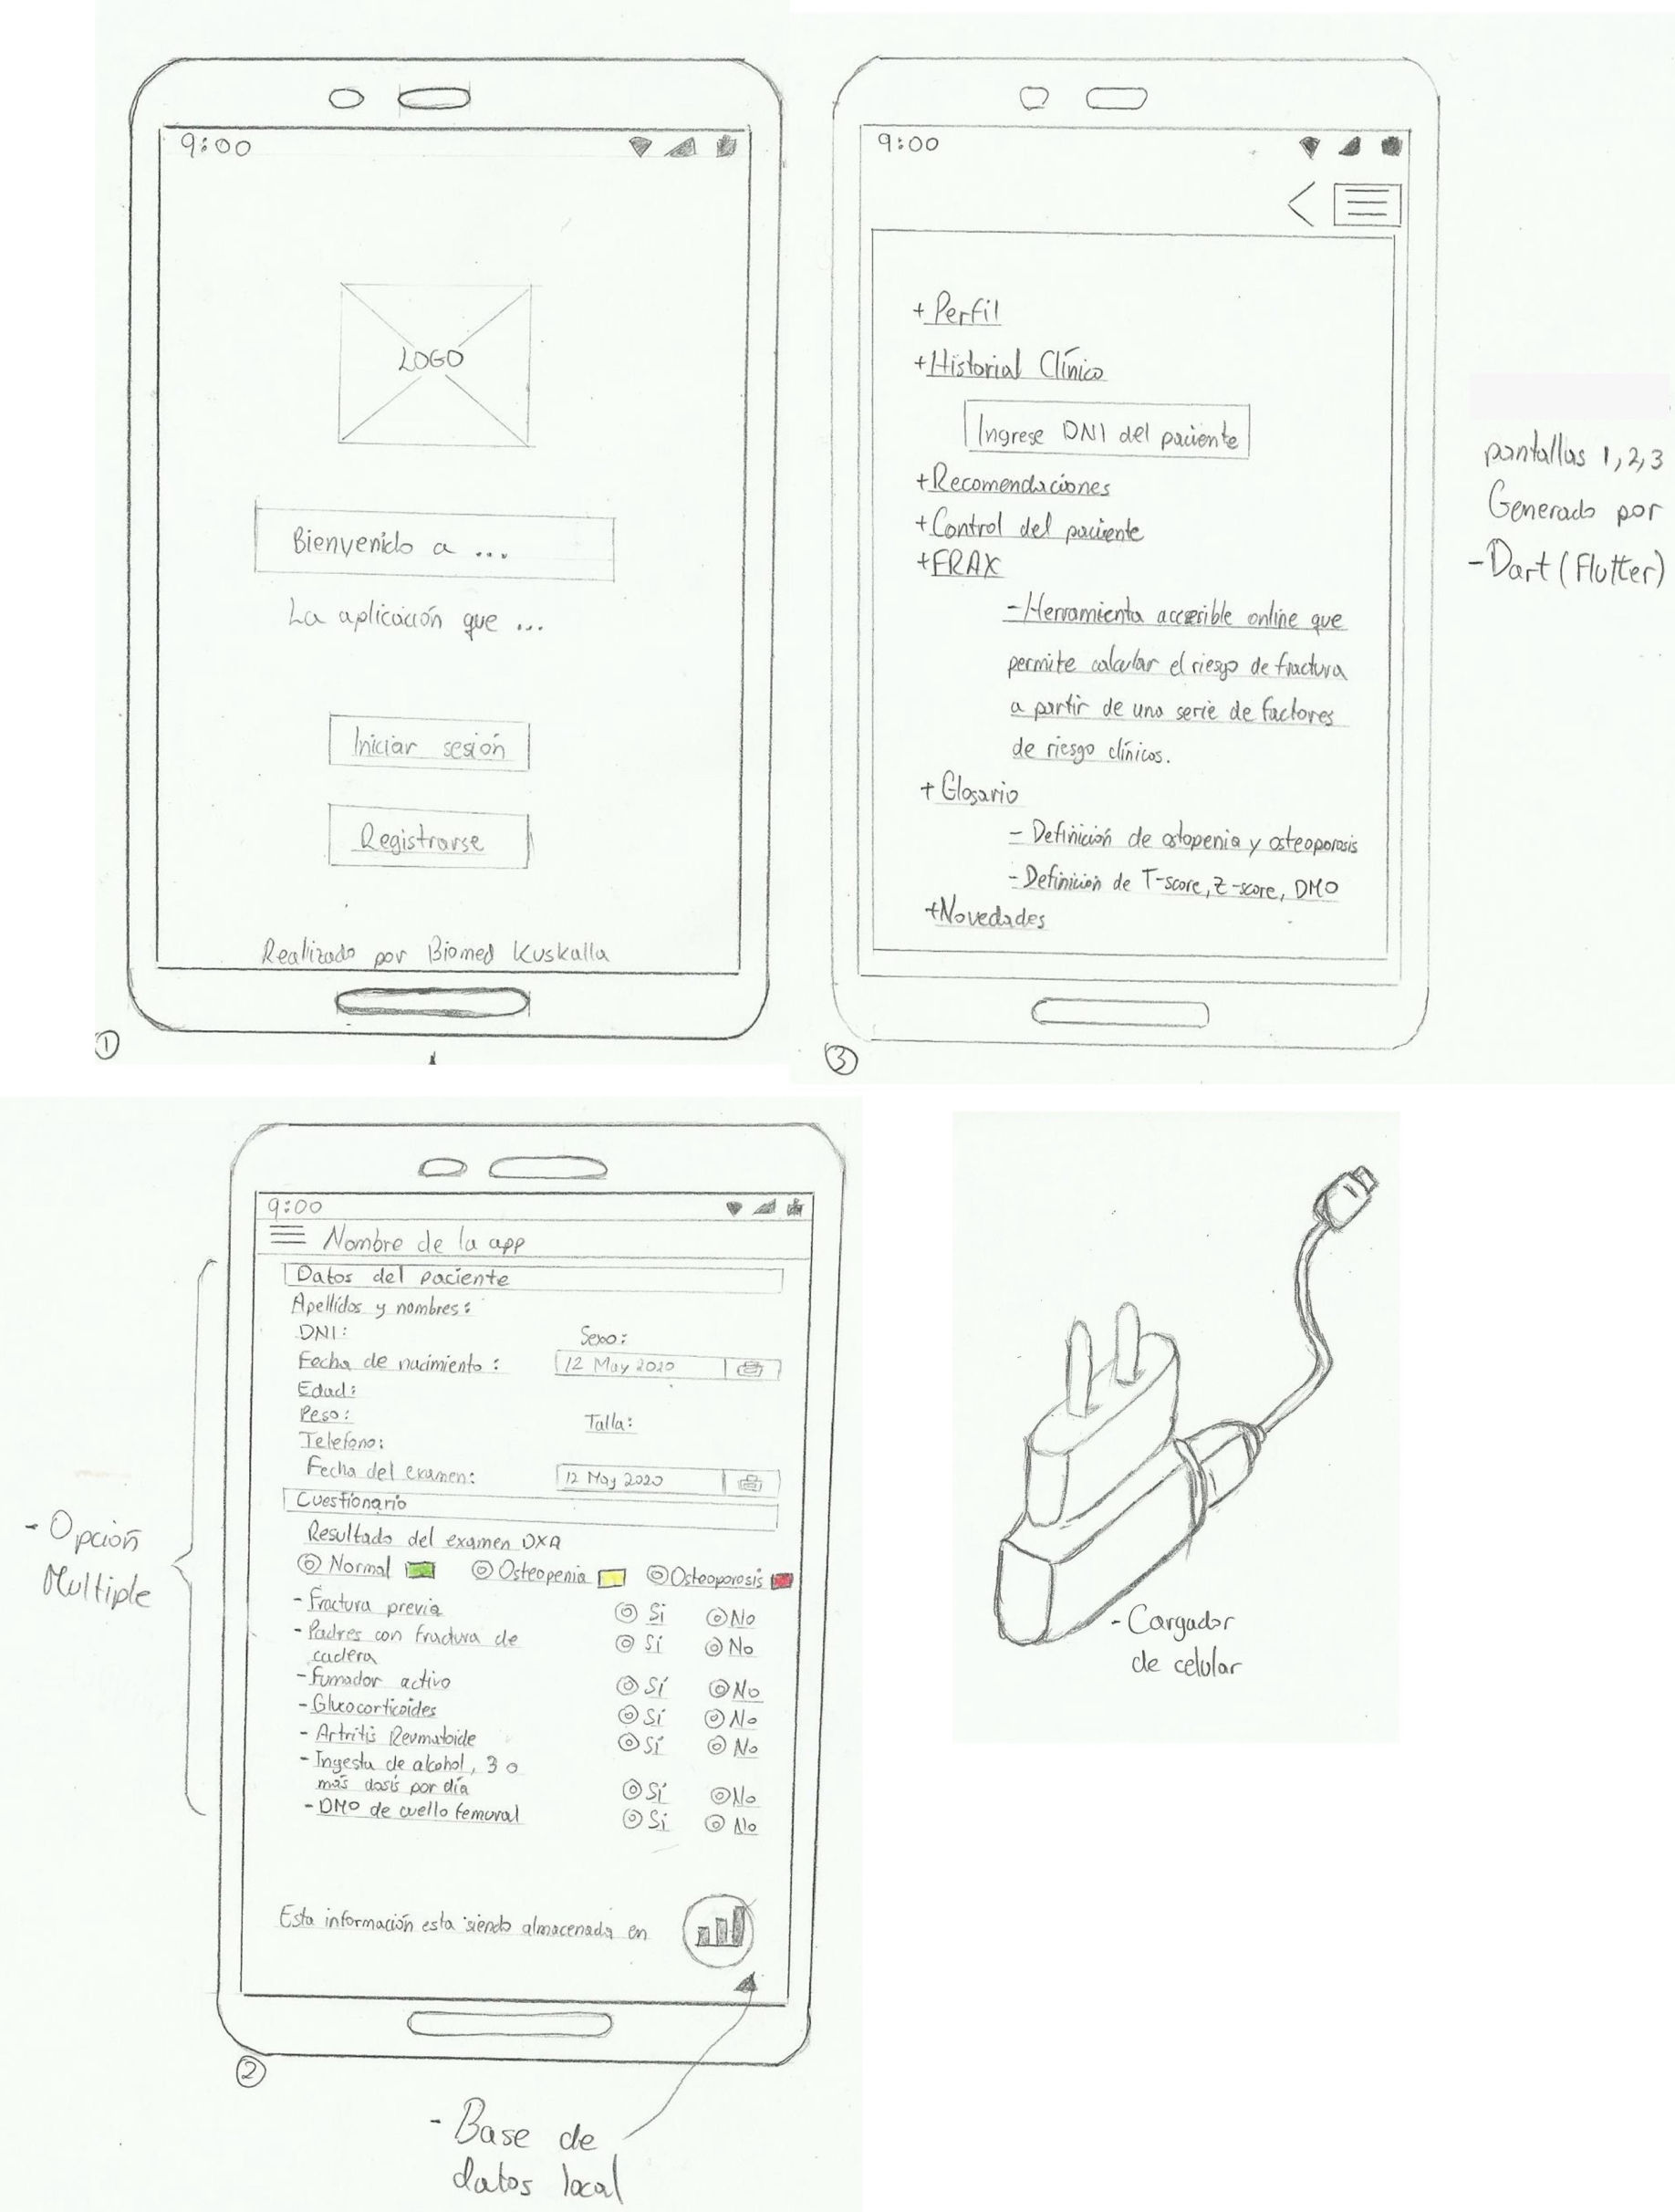 9:00
LOGO
Bienvenido a ...
La aplicación que ...
Iniciar sesión
Registrarse
Realizado por Biomed Kuskalla
1
9:00
+ Perfil
+ Historial Clínico
Ingrese DNI del paciente
+ Recomendaciones
+ Control del paciente
+ FRAX
- Herramienta accesible online que
permite calcular el riesgo de fractura
a partir de una serie de factores
de riesgo clínicos.
+ Glosario
- Definición de ostopenia y osteoporosis
- Definición de T-score, Z-score, DMO
+ Novedades
3
pantallas 1,2,3
Generado por
- Dart (Flutter)
9:00
Nombre de la app
Datos del paciente
Apellidos y nombres:
DNI: Sexo:
Fecha de nacimiento: 12 May 2020
Edad:
Peso: Talla:
Telefono:
Fecha del examen: 12 May 2020
Cuestionario
Resultado del examen DXA
Normal Osteopenia Osteoporosis
- Fractura previa Si No
- Padres con fractura de Sí No
cadera
- Fumador activo Sí No
- Glucocorticoides Si No
- Artritis Reumatoide Sí No
- Ingesta de alcohol, 3 o
más dosis por día Sí No
- DMO de cuello femoral Si No
Esta información esta siendo almacenada en
2
- Opción
Multiple
- Base de
datos local
- Cargador
de celular